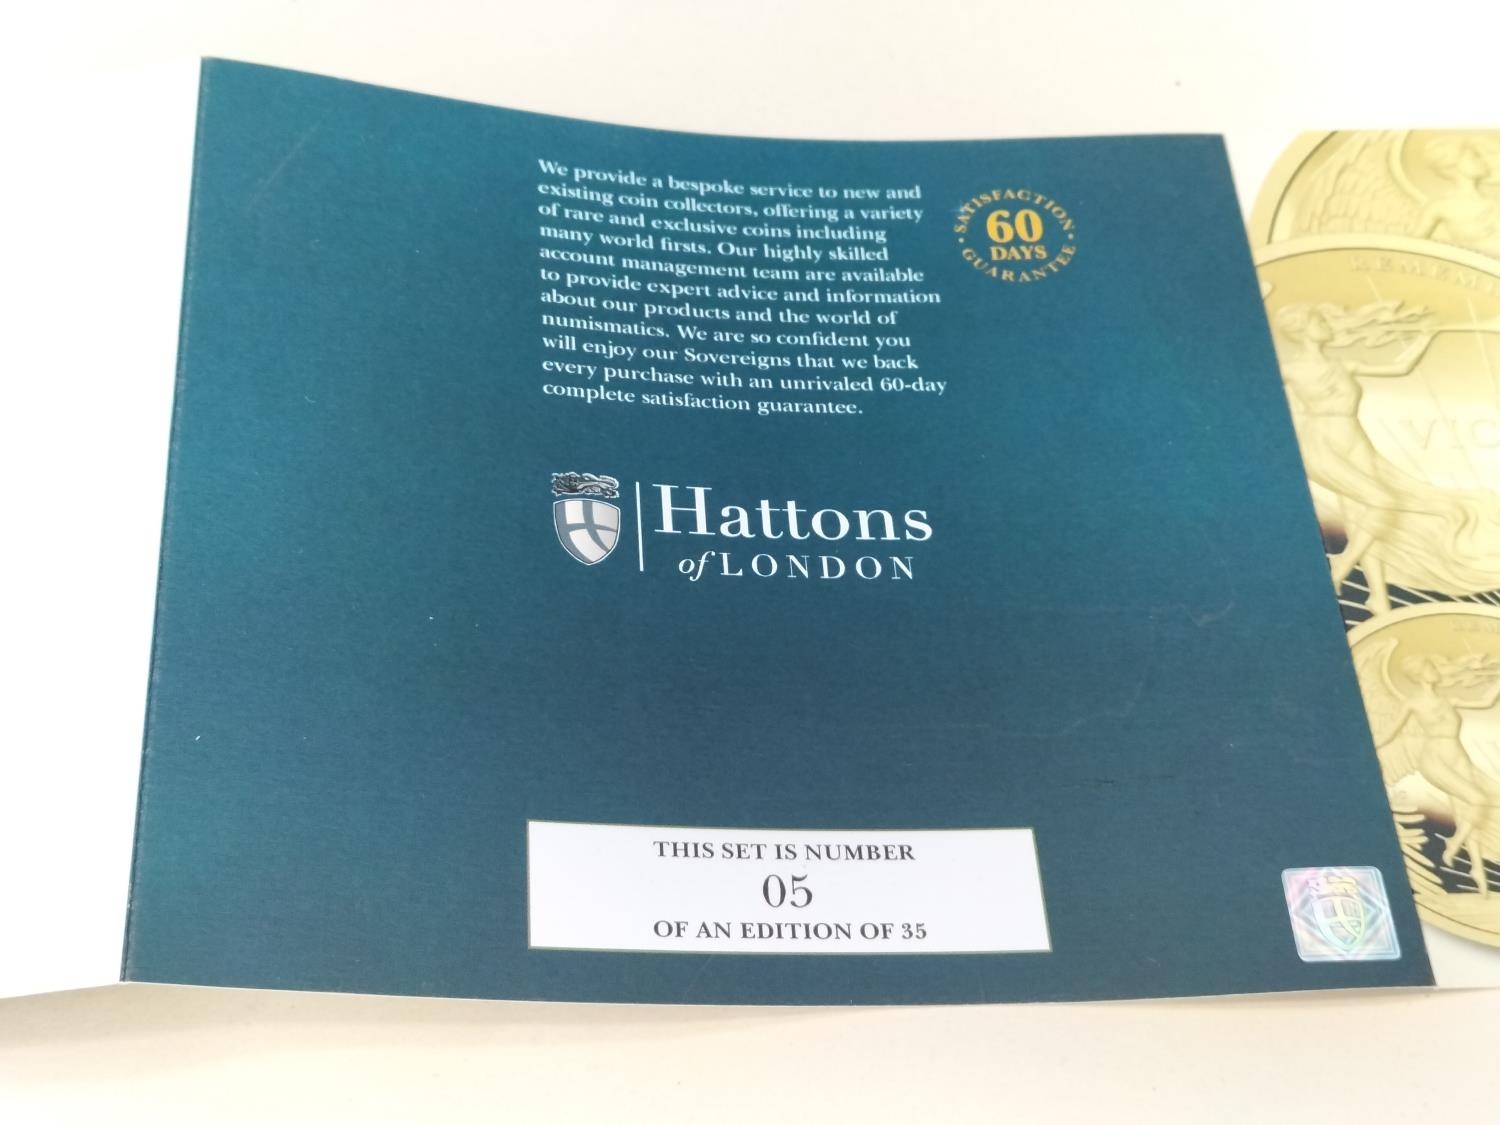 We provide a bespoke service to new and
existing coin collectors, offering a variety
of rare and exclusive coins including
many world firsts. Our highly skilled
account management team are available
to provide expert advice and information
about our products and the world of
numismatics. We are so confident you
will enjoy our Sovereigns that we back
every purchase with an unrivaled 60-day
complete satisfaction guarantee.
SATISFACTION
60
DAYS
GUARANTEE
Hattons
of LONDON
THIS SET IS NUMBER
05
OF AN EDITION OF 35